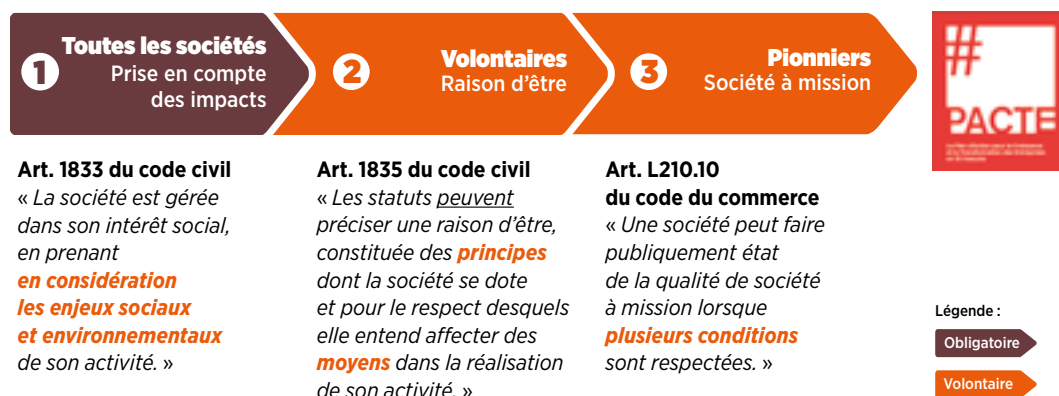 1
Toutes les sociétés
Prise en compte
des impacts
2
Volontaires
Raison d'être
3
Pionniers
Société à mission
#
PACTE
Art. 1833 du code civil
« La société est gérée
dans son intérêt social,
en prenant
en considération
les enjeux sociaux
et environnementaux
de son activité. »
Art. 1835 du code civil
« Les statuts peuvent
préciser une raison d'être,
constituée des principes
dont la société se dote
et pour le respect desquels
elle entend affecter des
moyens dans la réalisation
de son activité. »
Art. L210.10
du code du commerce
« Une société peut faire
publiquement état
de la qualité de société
à mission lorsque
plusieurs conditions
sont respectées. »
Légende :
Obligatoire
Volontaire